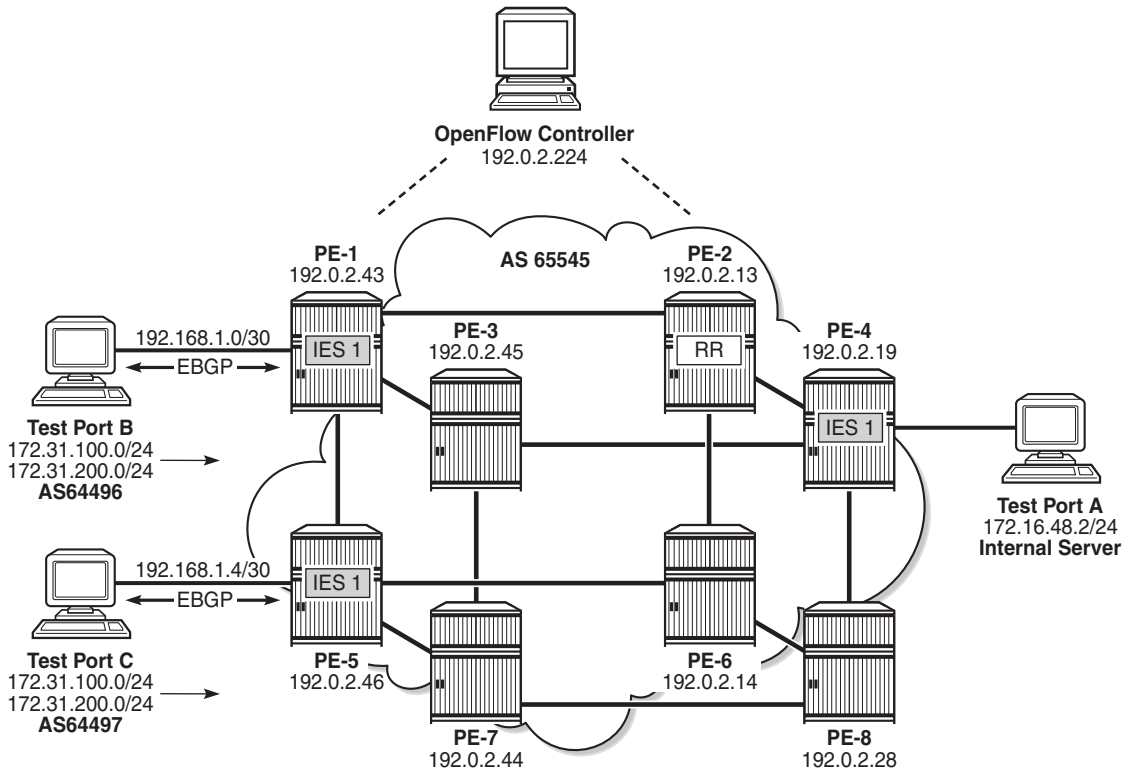 OpenFlow Controller
192.0.2.224
AS 65545
PE-1
192.0.2.43
PE-2
192.0.2.13
192.168.1.0/30
EBGP
IES 1
PE-3
192.0.2.45
RR
PE-4
192.0.2.19
IES 1
Test Port B
172.31.100.0/24
172.31.200.0/24
AS64496
Test Port A
172.16.48.2/24
Internal Server
192.168.1.4/30
EBGP
IES 1
Test Port C
172.31.100.0/24
172.31.200.0/24
AS64497
PE-5
192.0.2.46
PE-6
192.0.2.14
PE-7
192.0.2.44
PE-8
192.0.2.28